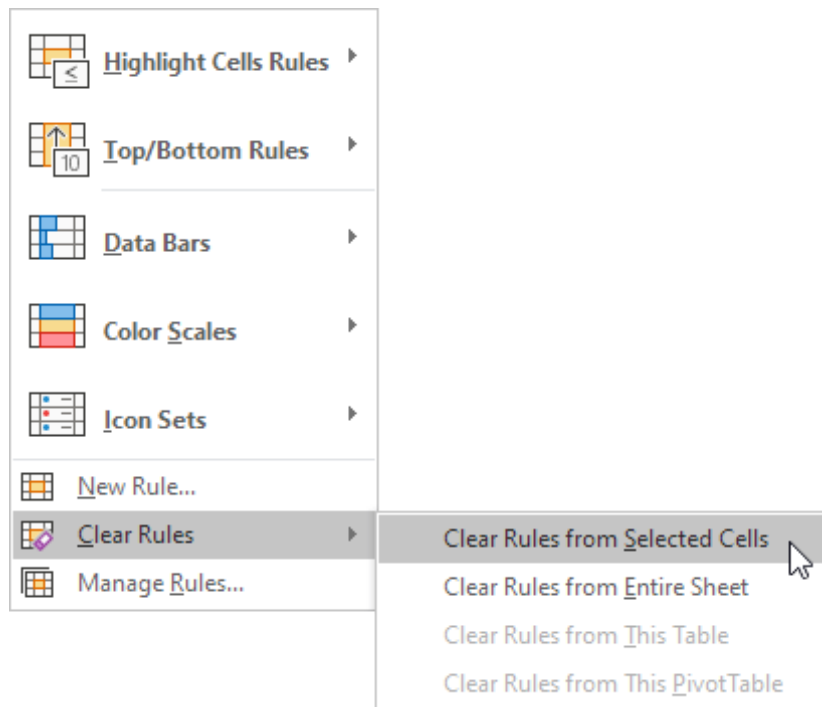 ≤
Highlight Cells Rules
10
Top/Bottom Rules
Data Bars
Color Scales
Icon Sets
New Rule...
Clear Rules
Manage Rules...
Clear Rules from Selected Cells
Clear Rules from Entire Sheet
Clear Rules from This Table
Clear Rules from This PivotTable